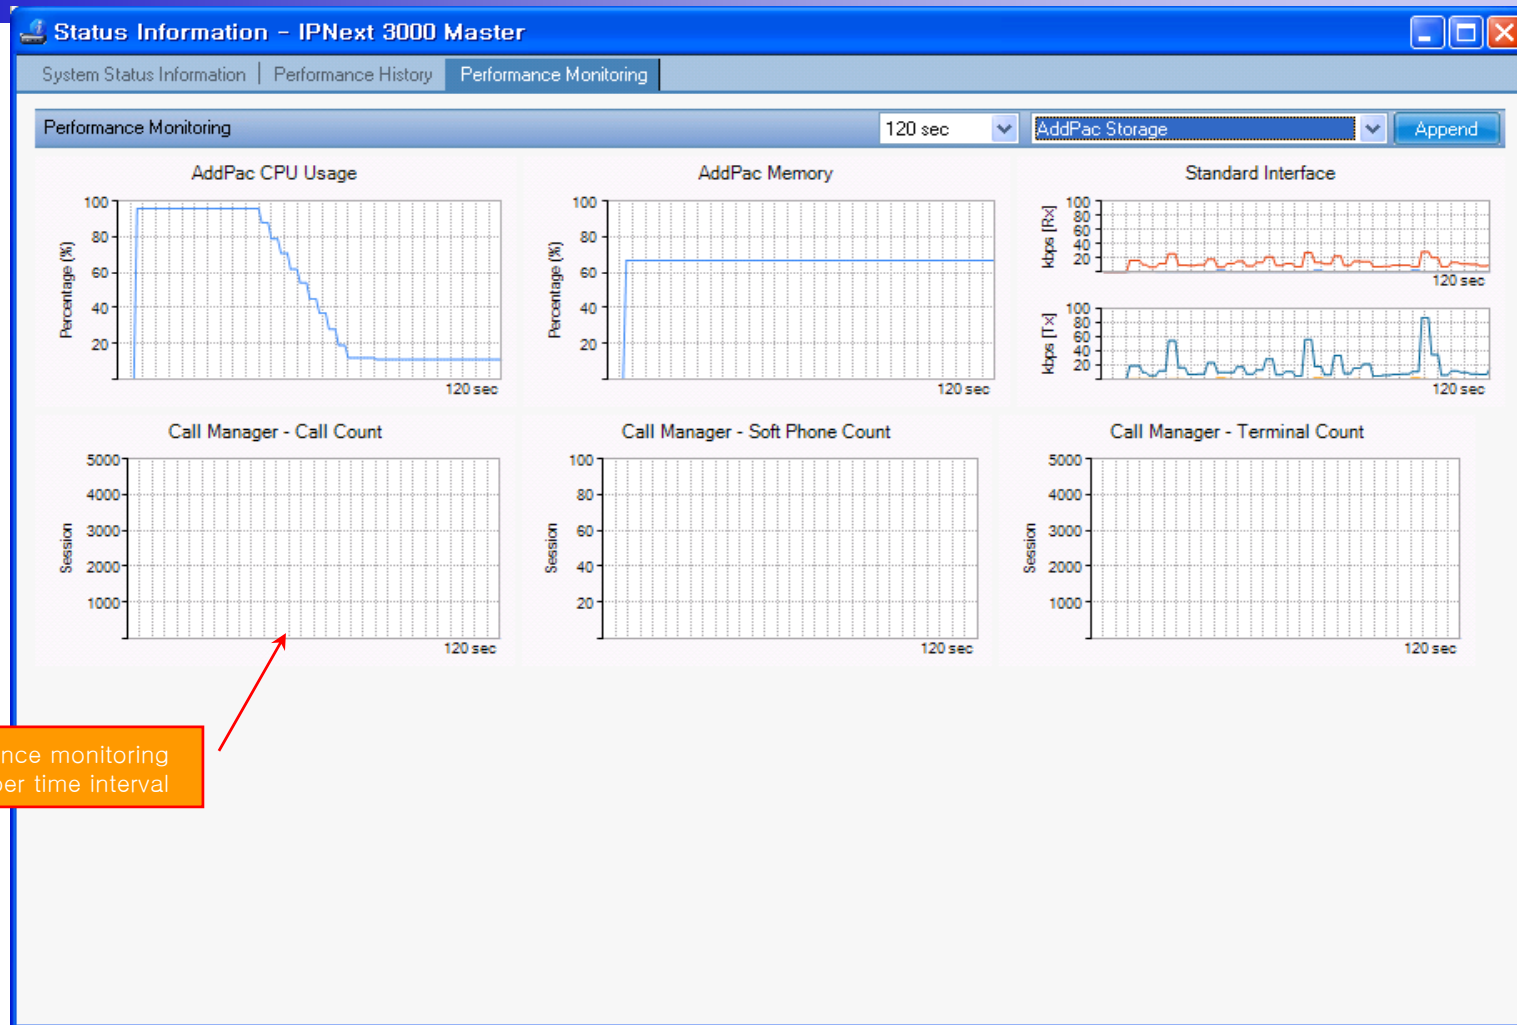 Status Information - IPNext 3000 Master
System Status Information | Performance History Performance Monitoring
Performance Monitoring 120 sec AddPac Storage Append
AddPac CPU Usage
Percentage (%)
100
80
60
40
20
120 sec
AddPac Memory
Percentage (%)
100
80
60
40
20
120 sec
Standard Interface
kbps [Rx]
100
80
60
40
20
120 sec
kbps [Tx]
100
80
60
40
20
120 sec
Call Manager - Call Count
Session
5000
4000
3000
2000
1000
120 sec
Call Manager - Soft Phone Count
Session
100
80
60
40
20
120 sec
Call Manager - Terminal Count
Session
5000
4000
3000
2000
1000
120 sec
monitoring
per time interval